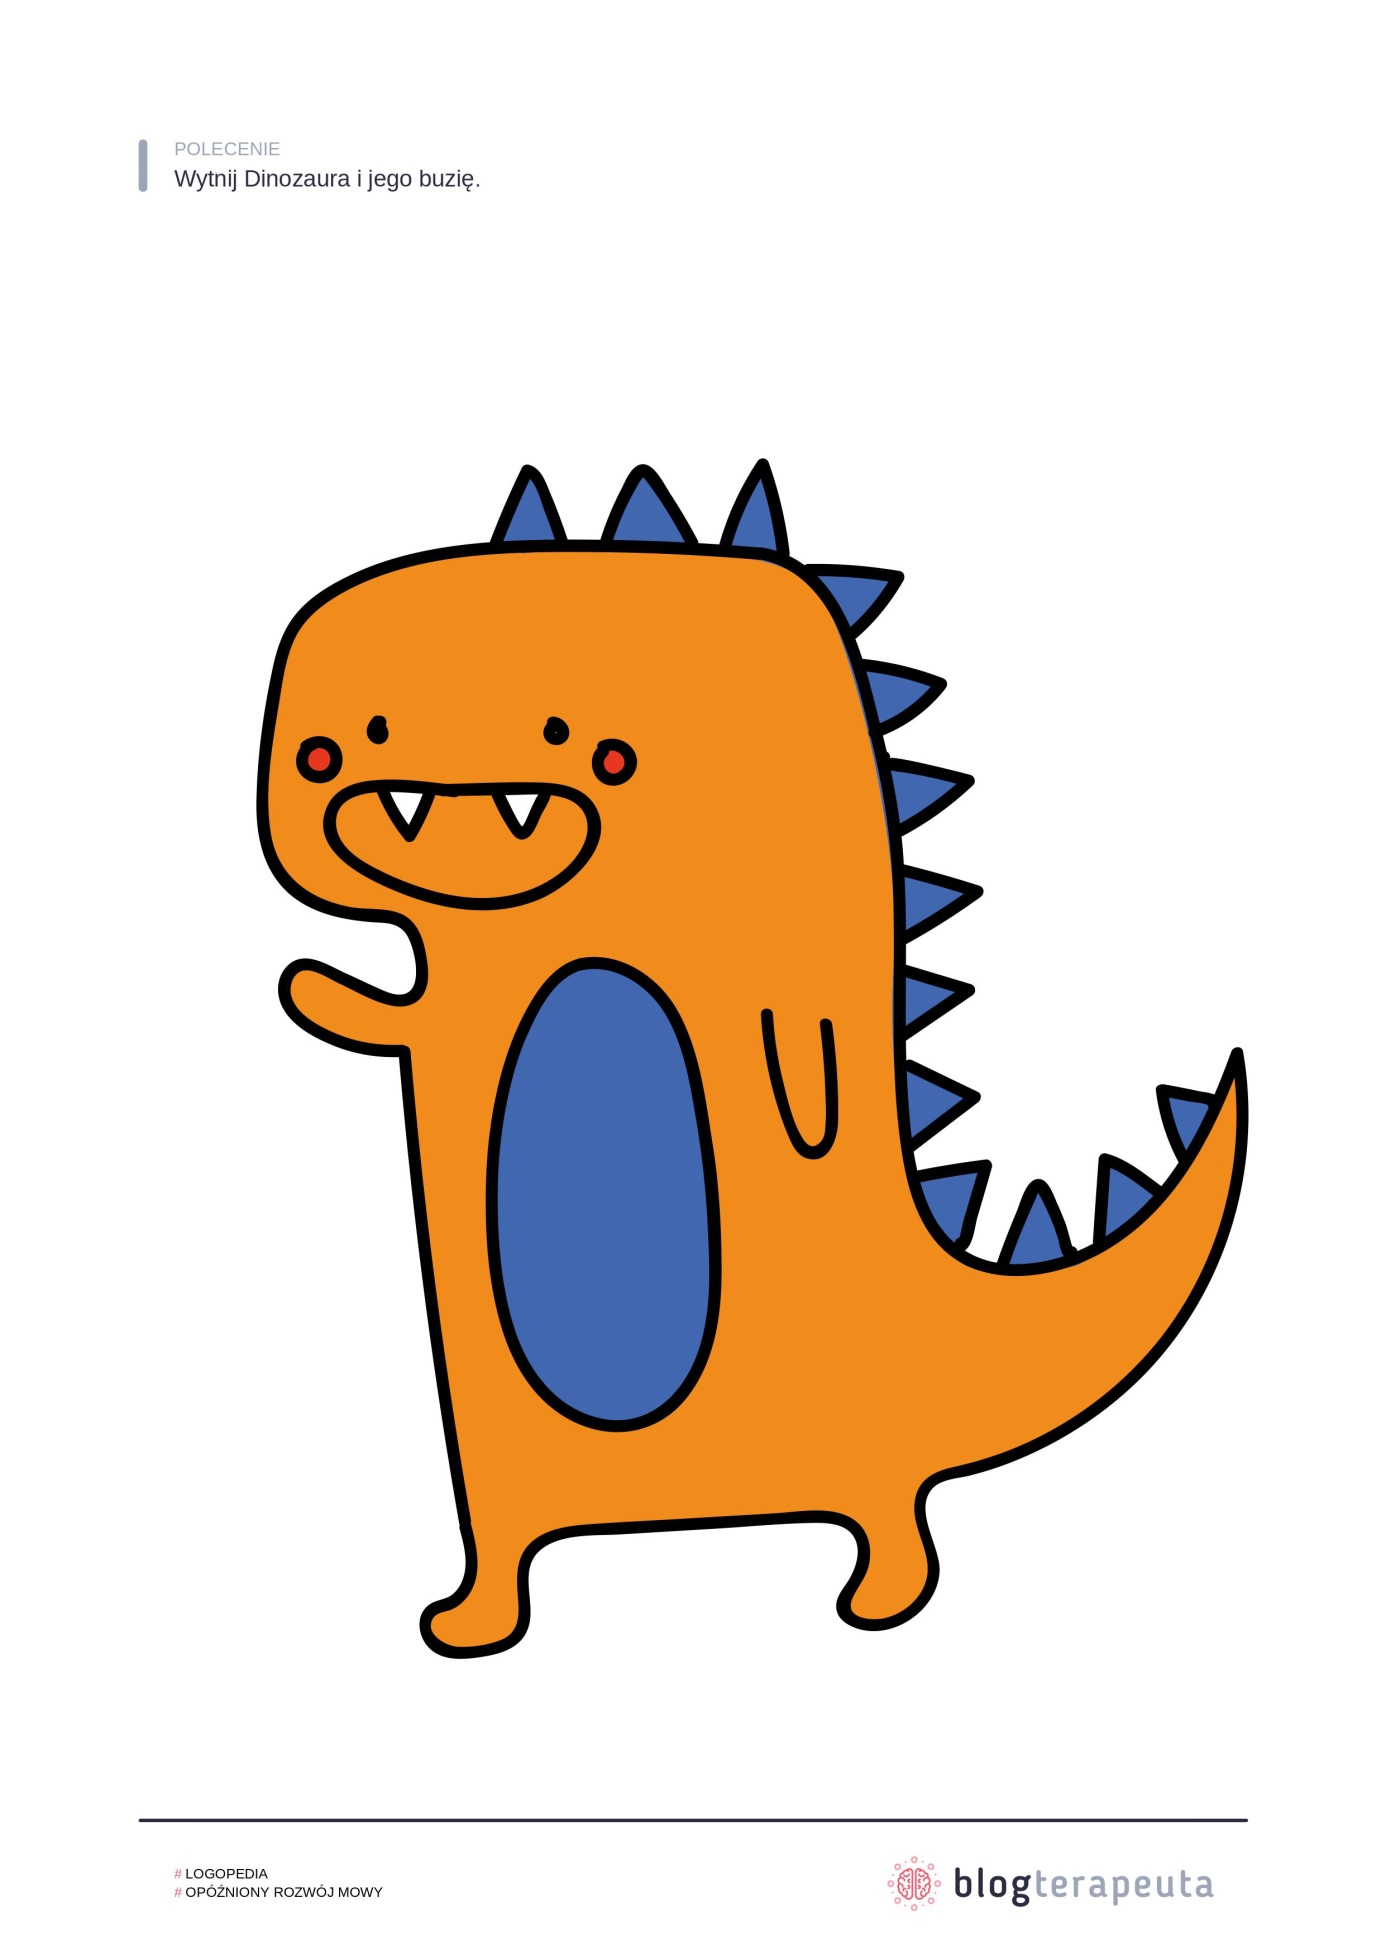 POLECENIE
Wytnij Dinozaura i jego buzię.
# LOGOPEDIA
# OPÓŹNIONY ROZWÓJ MOWY
blogterapeuta